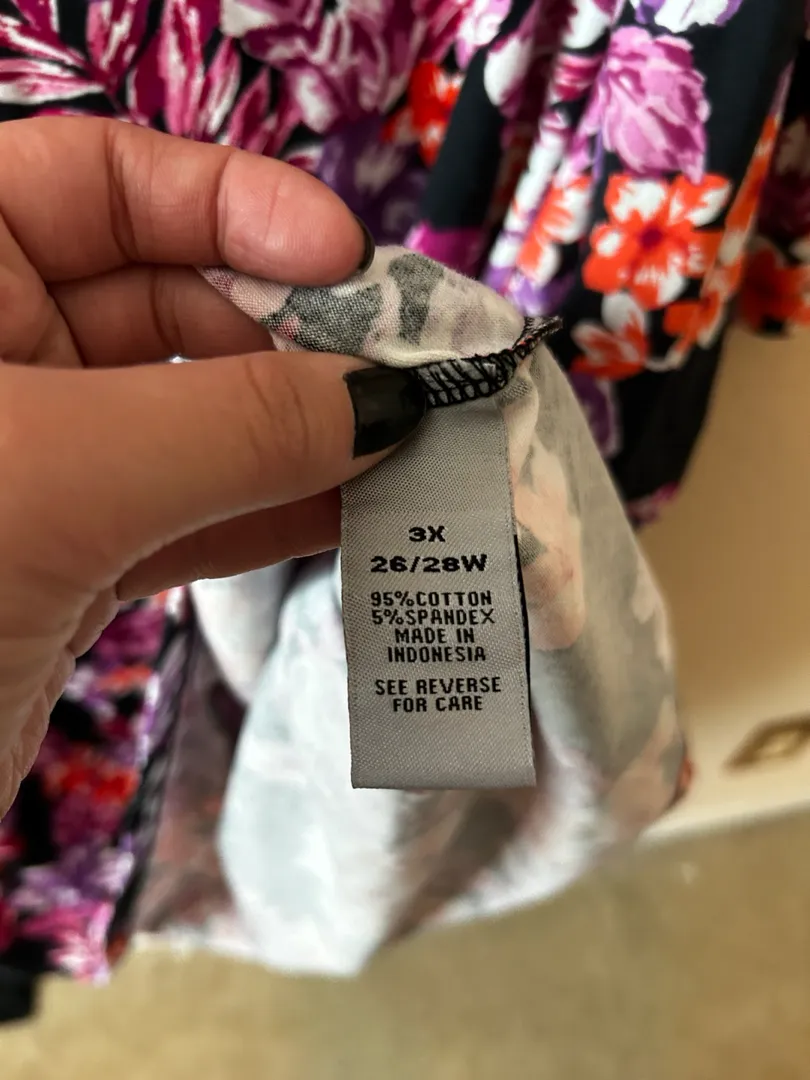 3X
26/28W
95%COTTON
5%SPANDEX
MADE IN
INDONESIA
SEE REVERSE
FOR CARE